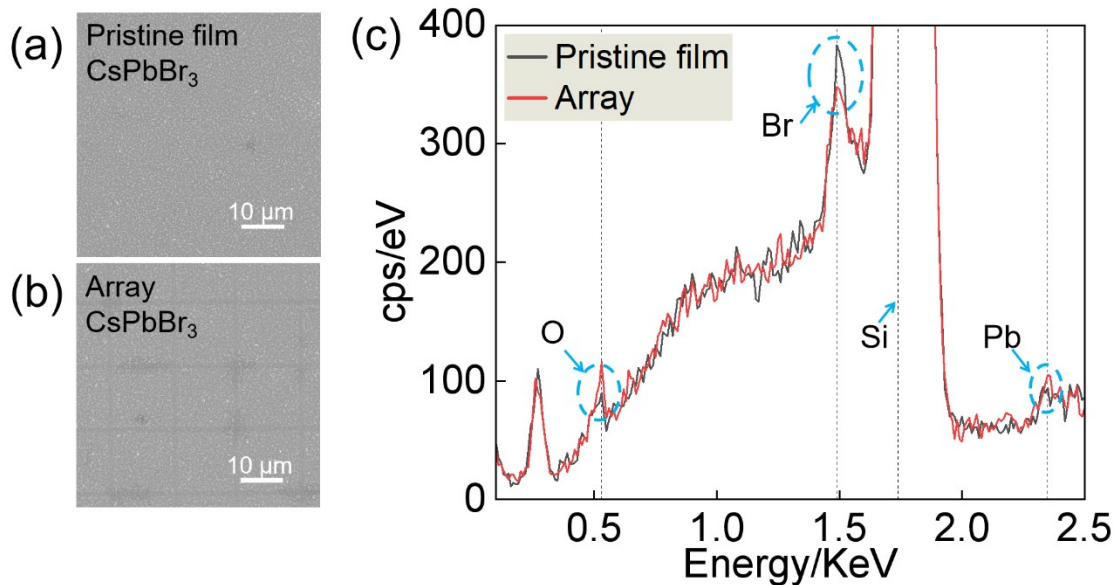 (a)
Pristine film
CsPbBr₃
10 µm
(b)
Array
CsPbBr₃
10 µm
(c)
Pristine film
Array
Br
O
Si
Pb
cps/eV
400
300
200
100
0
0.5
1.0
1.5
2.0
2.5
Energy/KeV